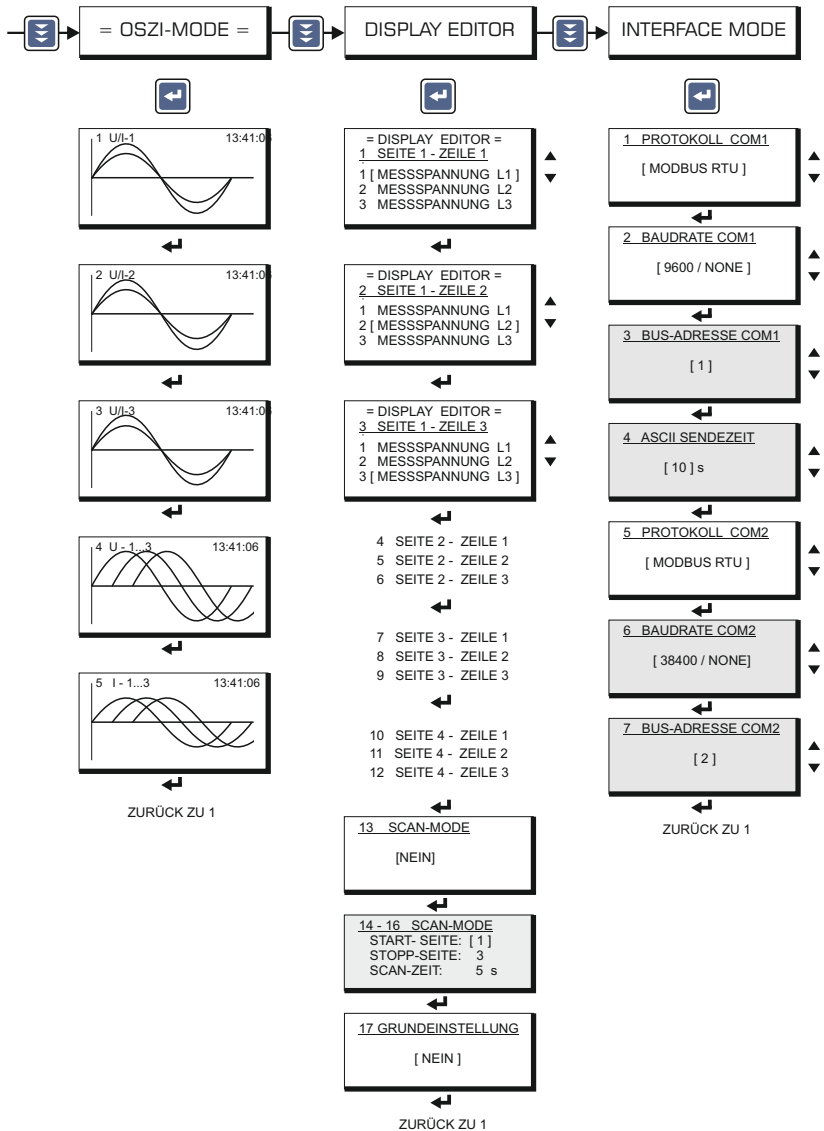 = OSZI-MODE =
DISPLAY EDITOR
INTERFACE MODE
1 U/I-1 13:41:06
2 U/I-2 13:41:06
3 U/I-3 13:41:06
4 U - 1...3 13:41:06
5 I - 1...3 13:41:06
ZURÜCK ZU 1
= DISPLAY EDITOR =
1 SEITE 1 - ZEILE 1
1 [ MESSSPANNUNG L1 ]
2 MESSSPANNUNG L2
3 MESSSPANNUNG L3
= DISPLAY EDITOR =
2 SEITE 1 - ZEILE 2
1 MESSSPANNUNG L1
2 [ MESSSPANNUNG L2 ]
3 MESSSPANNUNG L3
= DISPLAY EDITOR =
3 SEITE 1 - ZEILE 3
1 MESSSPANNUNG L1
2 MESSSPANNUNG L2
3 [ MESSSPANNUNG L3 ]
4 SEITE 2 - ZEILE 1
5 SEITE 2 - ZEILE 2
6 SEITE 2 - ZEILE 3
7 SEITE 3 - ZEILE 1
8 SEITE 3 - ZEILE 2
9 SEITE 3 - ZEILE 3
10 SEITE 4 - ZEILE 1
11 SEITE 4 - ZEILE 2
12 SEITE 4 - ZEILE 3
13 SCAN-MODE
[NEIN]
14 - 16 SCAN-MODE
START- SEITE: [ 1 ]
STOPP-SEITE: 3
SCAN-ZEIT: 5 s
17 GRUNDEINSTELLUNG
[ NEIN ]
ZURÜCK ZU 1
1 PROTOKOLL COM1
[ MODBUS RTU ]
2 BAUDRATE COM1
[ 9600 / NONE ]
3 BUS-ADRESSE COM1
[ 1 ]
4 ASCII SENDEZEIT
[ 10 ] s
5 PROTOKOLL COM2
[ MODBUS RTU ]
6 BAUDRATE COM2
[ 38400 / NONE]
7 BUS-ADRESSE COM2
[ 2 ]
ZURÜCK ZU 1